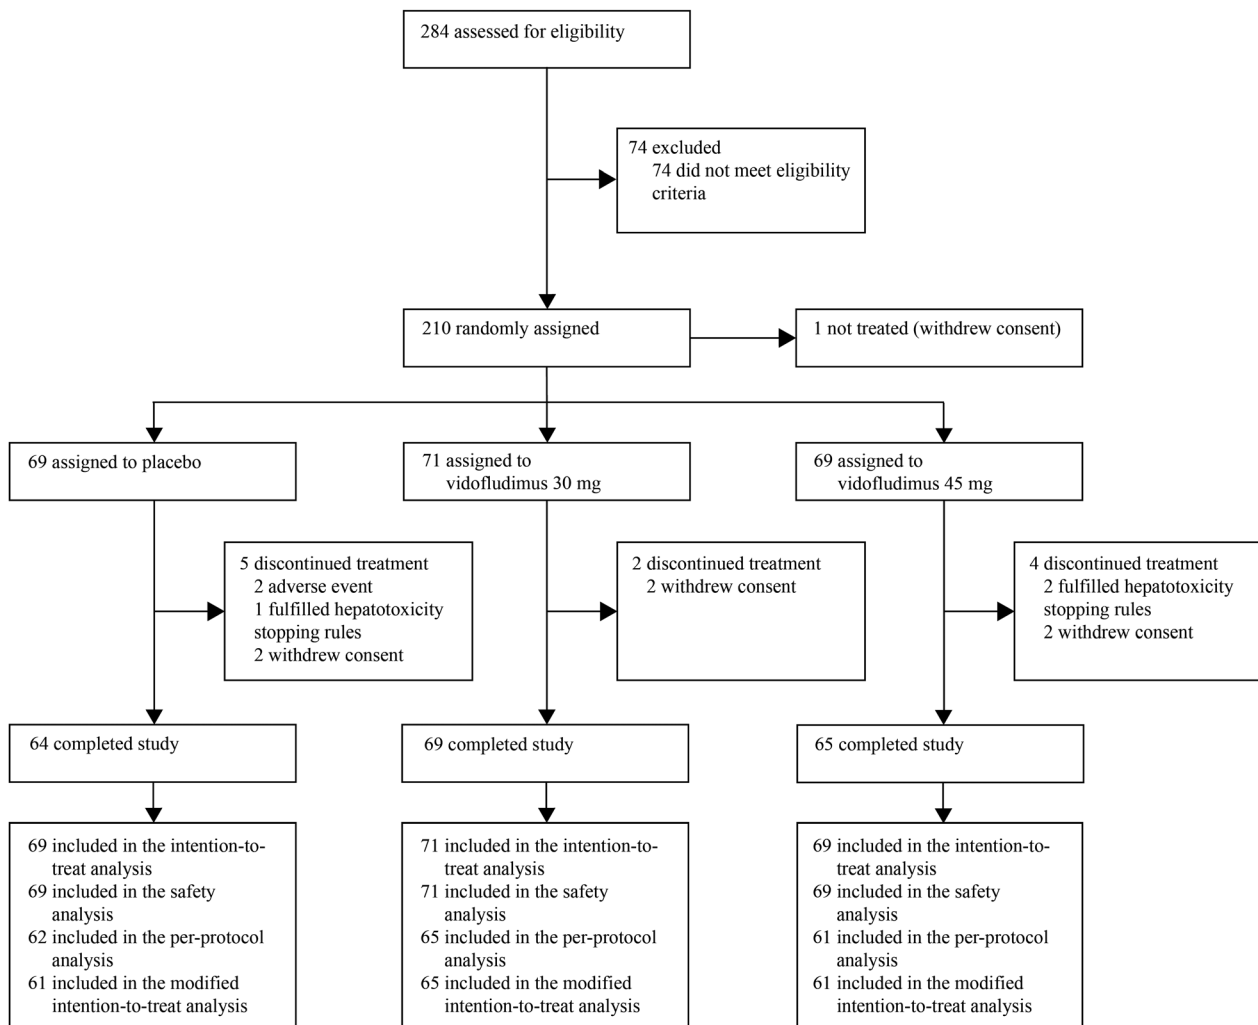 284 assessed for eligibility
74 excluded
74 did not meet eligibility
criteria
210 randomly assigned
1 not treated (withdrew consent)
69 assigned to placebo
71 assigned to
vidofludimus 30 mg
69 assigned to
vidofludimus 45 mg
5 discontinued treatment
2 adverse event
1 fulfilled hepatotoxicity
stopping rules
2 withdrew consent
2 discontinued treatment
2 withdrew consent
4 discontinued treatment
2 fulfilled hepatotoxicity
stopping rules
2 withdrew consent
64 completed study
69 completed study
65 completed study
69 included in the intention-to-
treat analysis
69 included in the safety
analysis
62 included in the per-protocol
analysis
61 included in the modified
intention-to-treat analysis
71 included in the intention-to-
treat analysis
71 included in the safety
analysis
65 included in the per-protocol
analysis
65 included in the modified
intention-to-treat analysis
69 included in the intention-to-
treat analysis
69 included in the safety
analysis
61 included in the per-protocol
analysis
61 included in the modified
intention-to-treat analysis